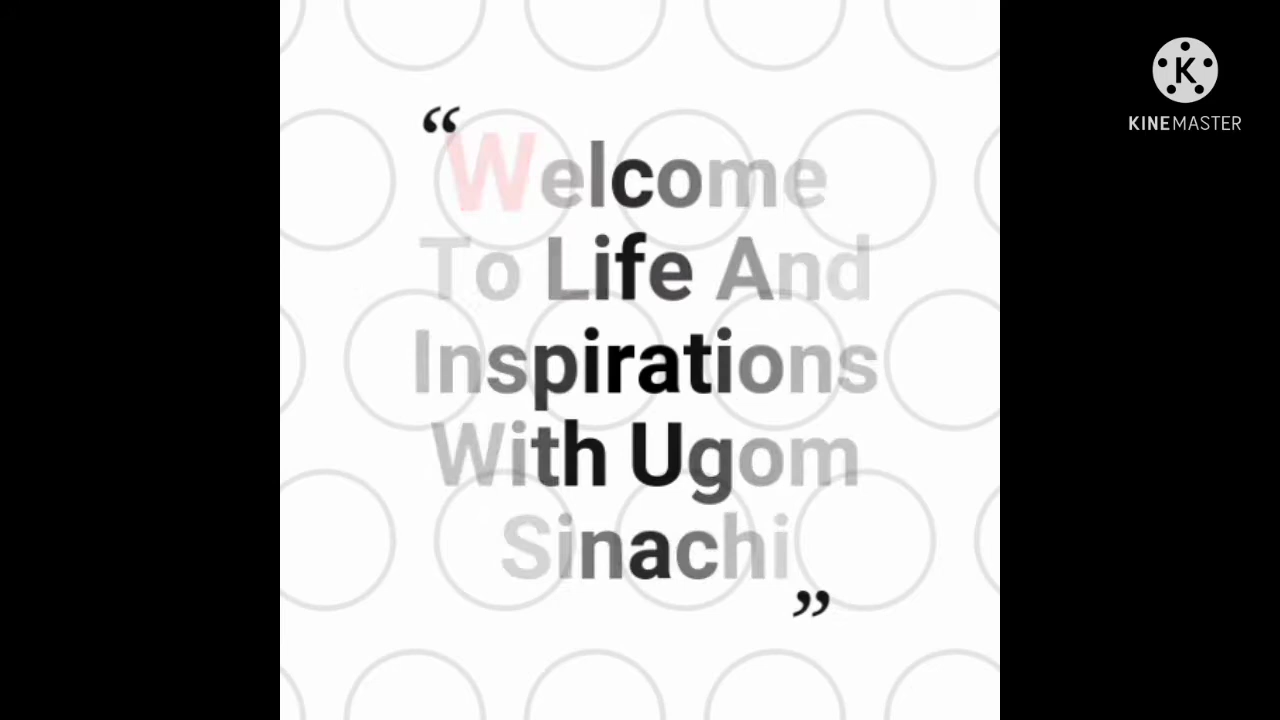 “Welcome
To Life And
Inspirations
With Ugom
Sinachi”
K
KINEMASTER